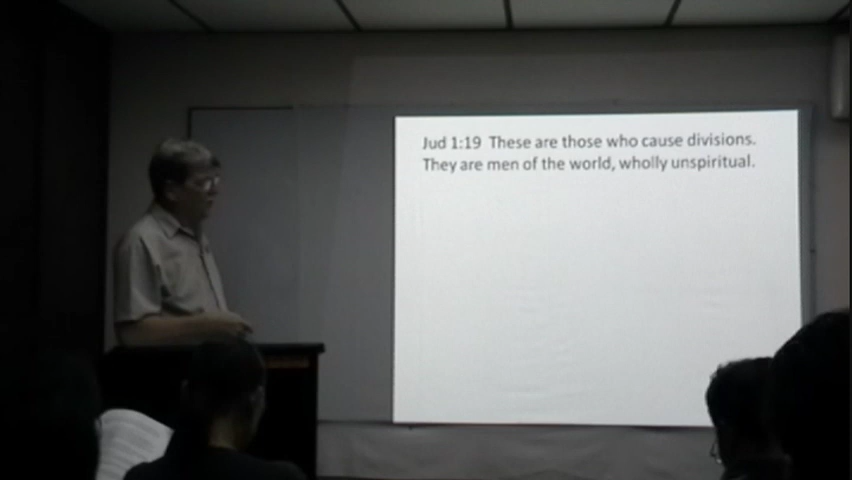 Jud 1:19  These are those who cause divisions.
They are men of the world, wholly unspiritual.